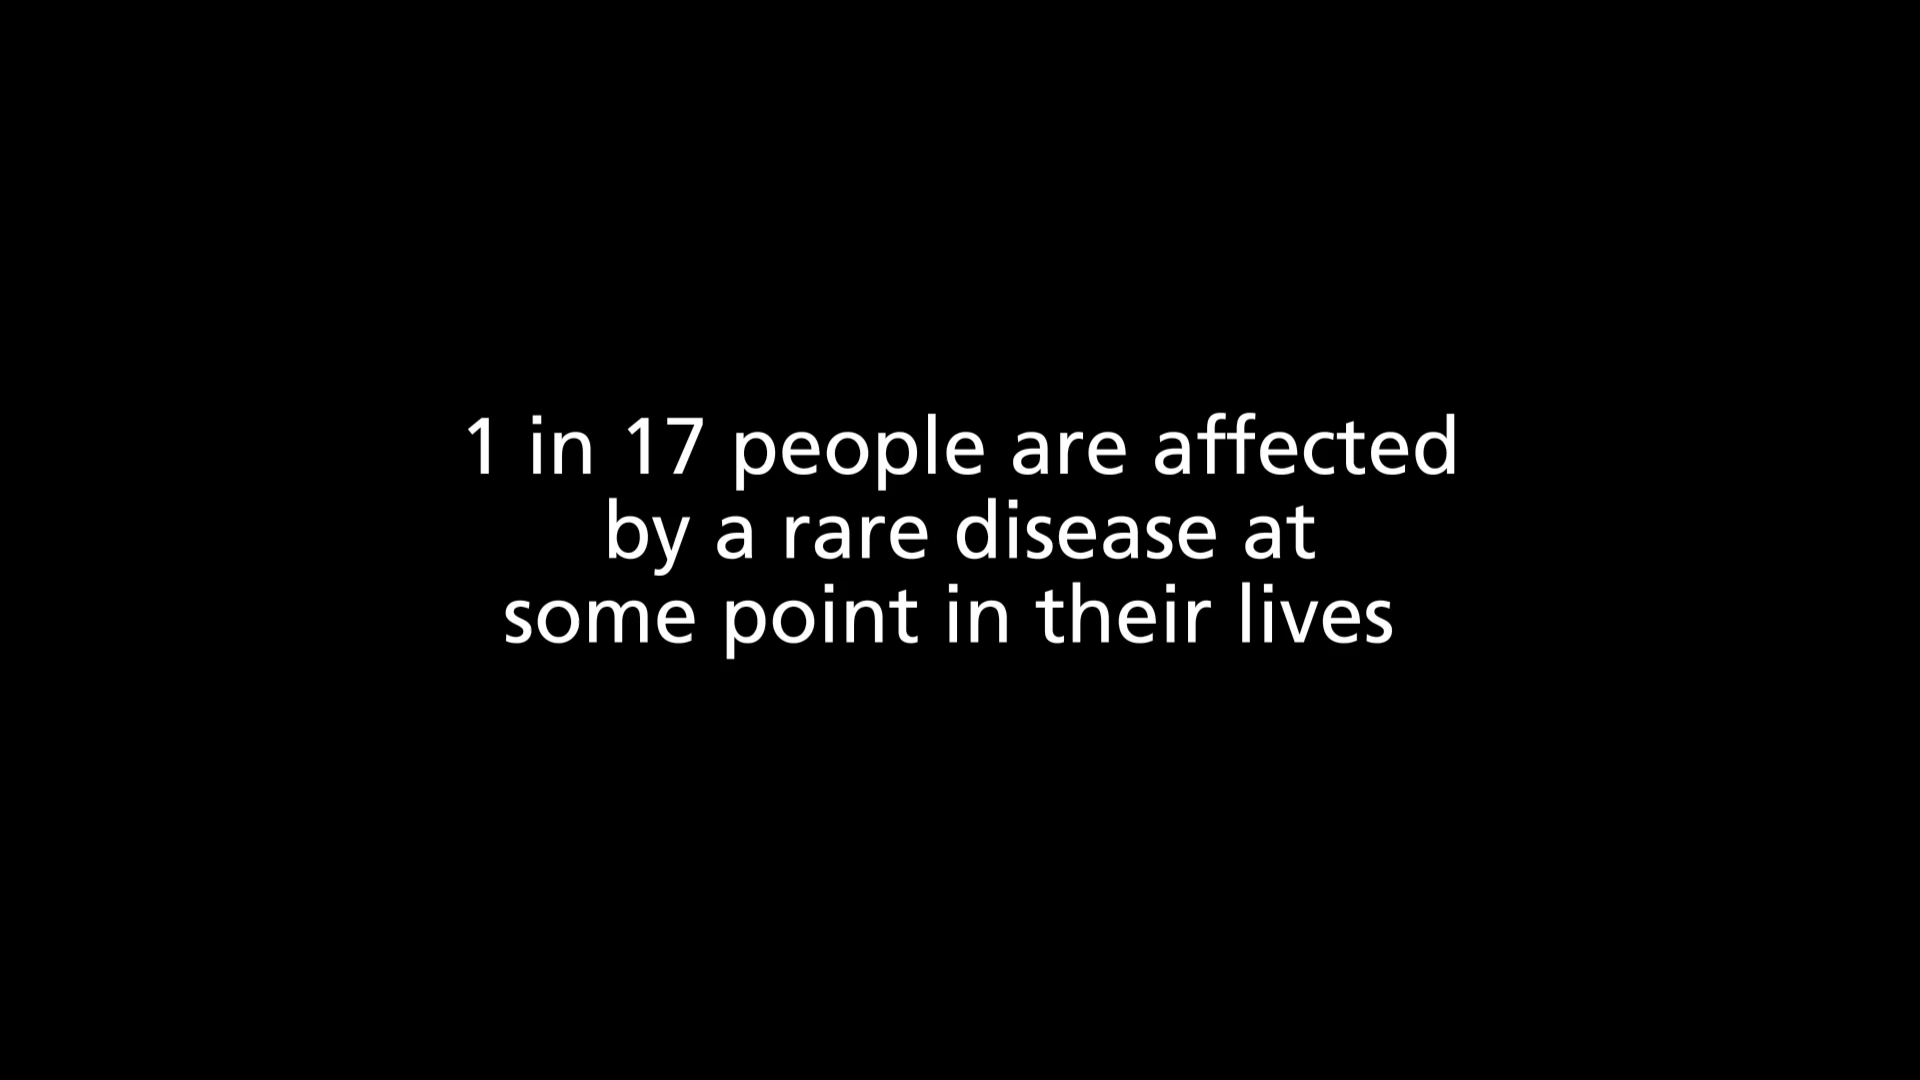 1 in 17 people are affected
by a rare disease at
some point in their lives